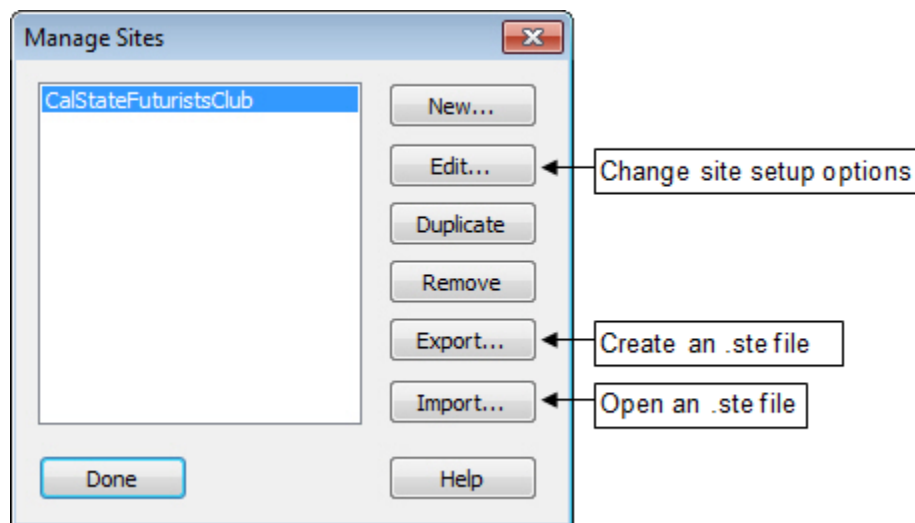 Manage Sites
CalStateFuturistsClub
New...
Edit...
Change site setup options
Duplicate
Remove
Export...
Create an .ste file
Import...
Open an .ste file
Done
Help